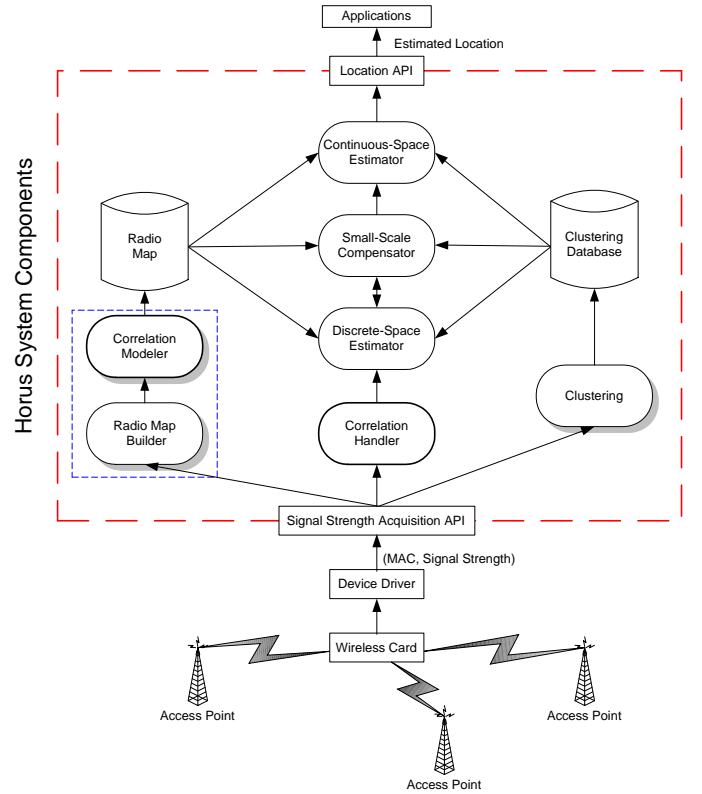 Applications
Estimated Location
Location API
Horus System Components
Continuous-Space
Estimator
Radio
Map
Small-Scale
Compensator
Clustering
Database
Correlation
Modeler
Discrete-Space
Estimator
Radio Map
Builder
Correlation
Handler
Clustering
Signal Strength Acquisition API
(MAC, Signal Strength)
Device Driver
Wireless Card
Access Point
Access Point
Access Point